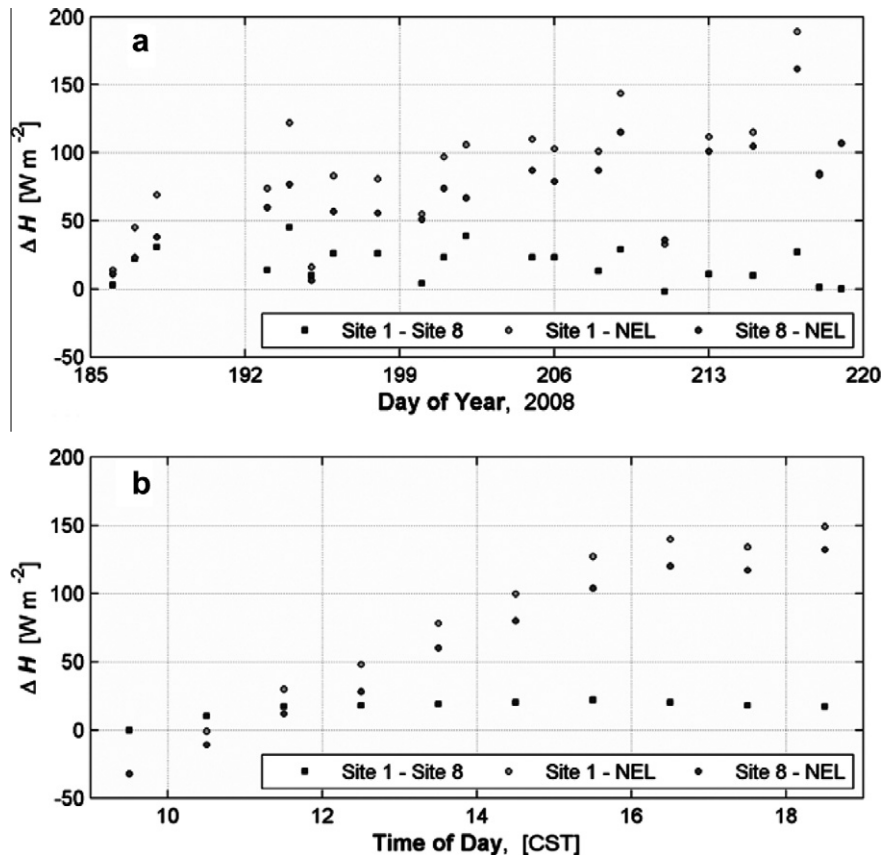 a
200
150
100
50
0
-50
Δ H [W m⁻²]
Site 1 - Site 8 Site 1 - NEL Site 8 - NEL
185 192 199 206 213 220
Day of Year, 2008
b
200
150
100
50
0
-50
Δ H [W m⁻²]
Site 1 - Site 8 Site 1 - NEL Site 8 - NEL
10 12 14 16 18
Time of Day, [CST]